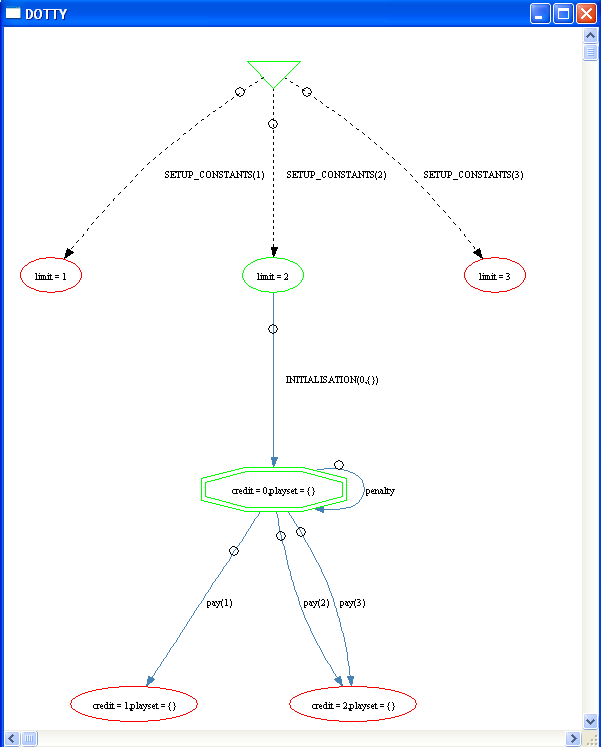 DOTTY
SETUP_CONSTANTS(1)
SETUP_CONSTANTS(2)
SETUP_CONSTANTS(3)
limit = 1
limit = 2
limit = 3
INITIALISATION(0,{})
credit = 0,playset = {}
penalty
pay(1)
pay(2)
pay(3)
credit = 1,playset = {}
credit = 2,playset = {}